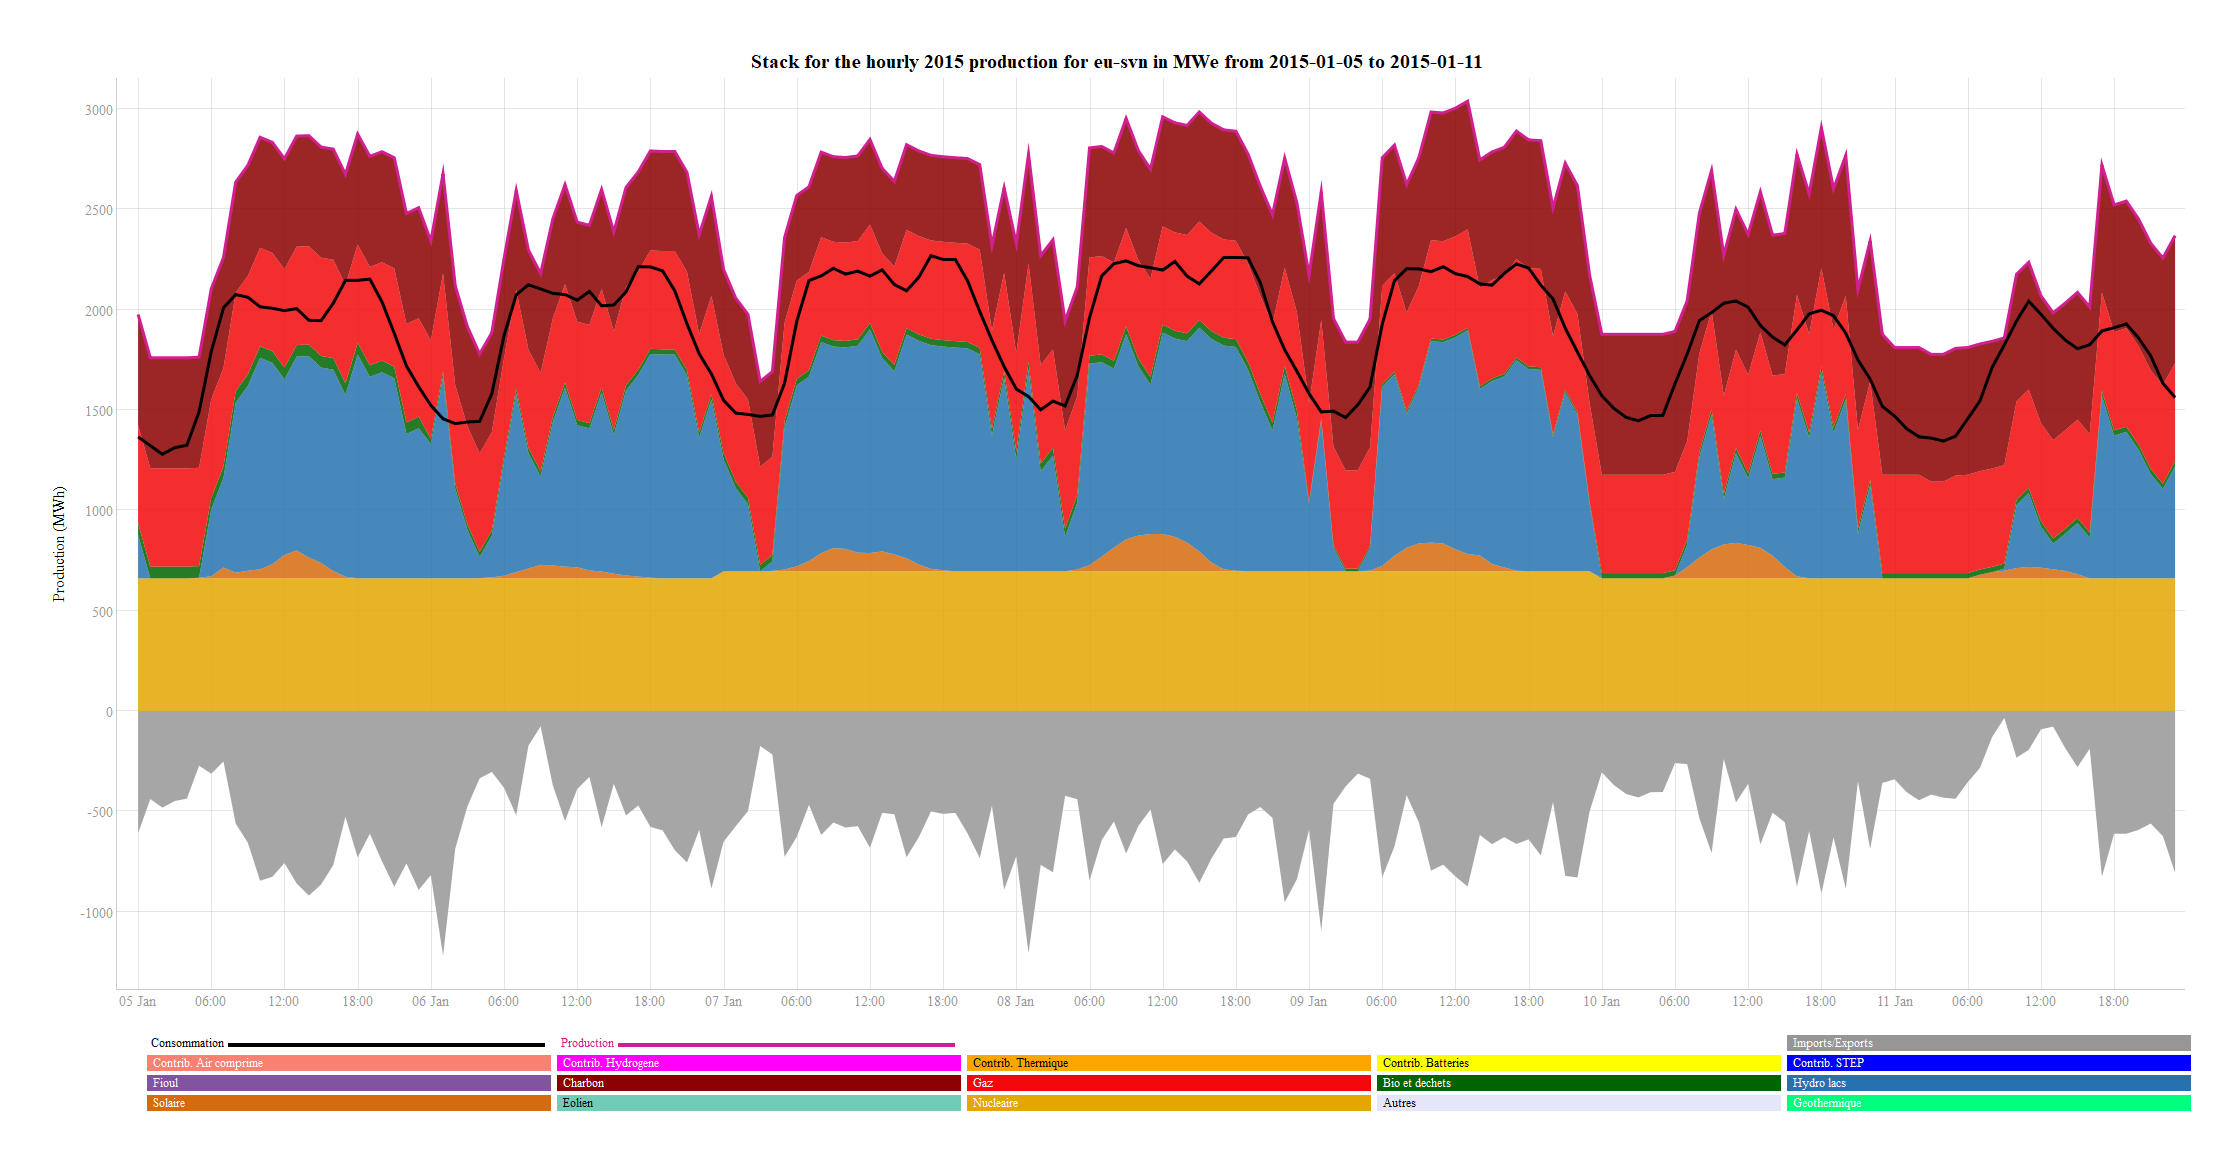 Stack for the hourly 2015 production for eu-svn in MWe from 2015-01-05 to 2015-01-11
Production (MWh)
3000
2500
2000
1500
1000
500
0
-500
-1000
05 Jan 06:00 12:00 18:00 06 Jan 06:00 12:00 18:00 07 Jan 06:00 12:00 18:00 08 Jan 06:00 12:00 18:00 09 Jan 06:00 12:00 18:00 10 Jan 06:00 12:00 18:00 11 Jan 06:00 12:00 18:00
Consommation Production Imports/Exports
Contrib. Air comprime Contrib. Hydrogene Contrib. Thermique Contrib. Batteries Contrib. STEP
Fioul Charbon Gaz Bio et dechets Hydro lacs
Solaire Eolien Nucleaire Autres Geothermique